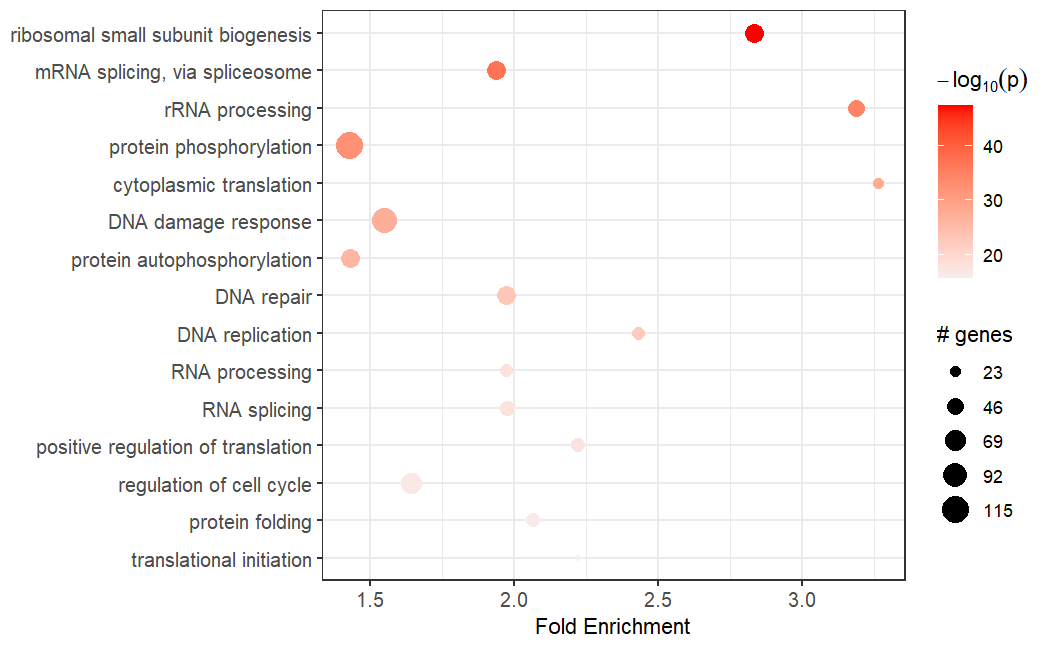 ribosomal small subunit biogenesis
mRNA splicing, via spliceosome
rRNA processing
protein phosphorylation
cytoplasmic translation
DNA damage response
protein autophosphorylation
DNA repair
DNA replication
RNA processing
RNA splicing
positive regulation of translation
regulation of cell cycle
protein folding
translational initiation
1.5 2.0 2.5 3.0
Fold Enrichment
−log₁₀(p)
40
30
20
# genes
23
46
69
92
115